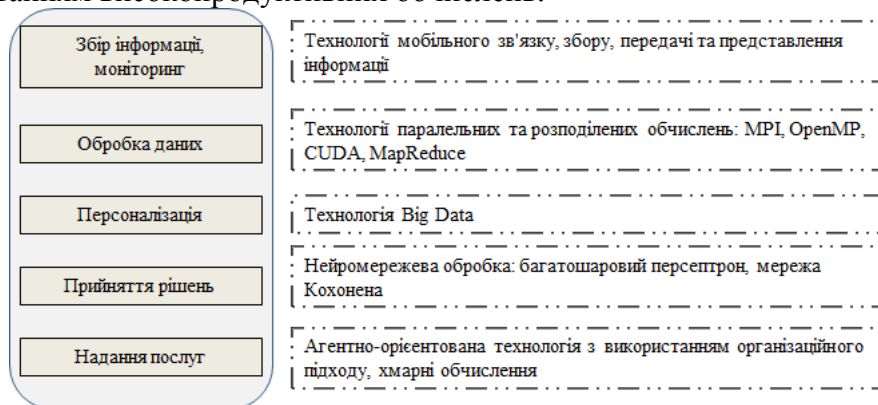 високопродуктивних обчислень.
Збір інформації,
моніторинг
Технології мобільного зв'язку, збору, передачі та представлення
інформації
Обробка даних
Технології паралельних та розподілених обчислень: MPI, OpenMP,
CUDA, MapReduce
Персоналізація
Технологія Big Data
Прийняття рішень
Нейромережева обробка: багатошаровий персептрон, мережа
Кохонена
Надання послуг
Агентно-орієнтована технологія з використанням організаційного
підходу, хмарні обчислення